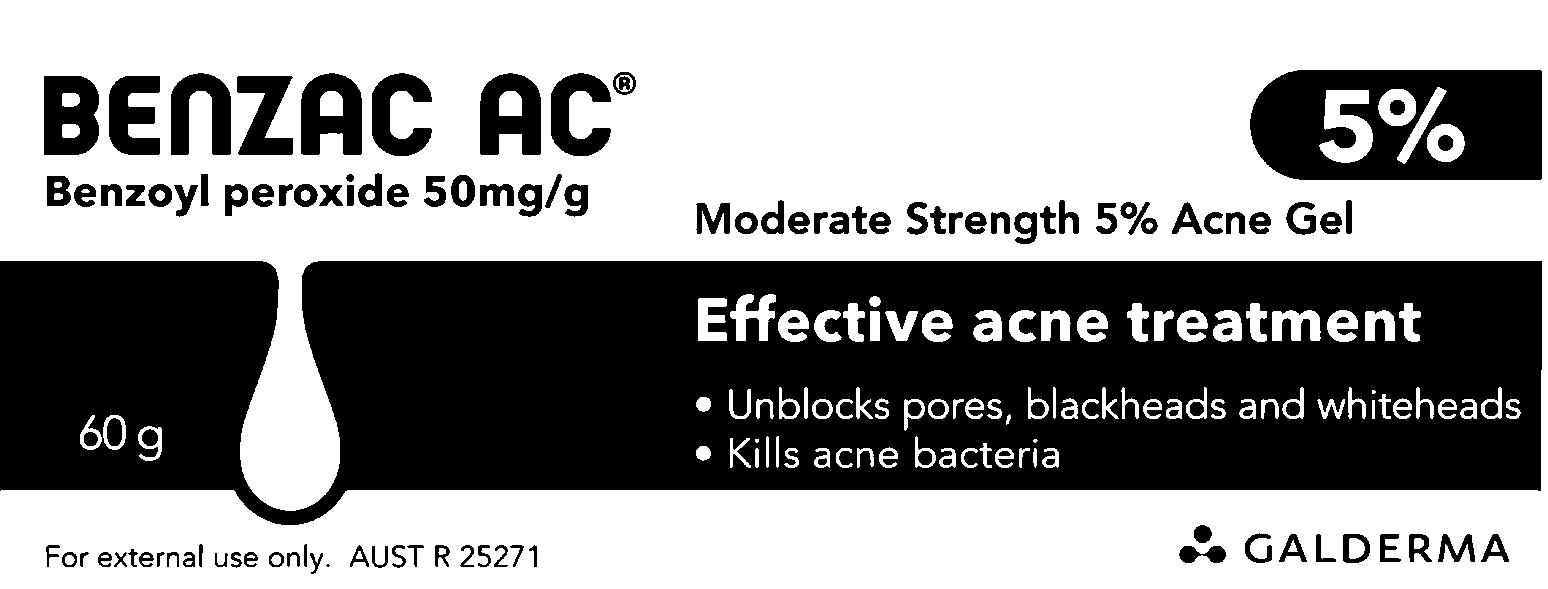 BENZAC AC®
5%
Benzoyl peroxide 50mg/g
Moderate Strength 5% Acne Gel
Effective acne treatment
• Unblocks pores, blackheads and whiteheads
• Kills acne bacteria
60 g
For external use only. AUST R 25271
GALDERMA